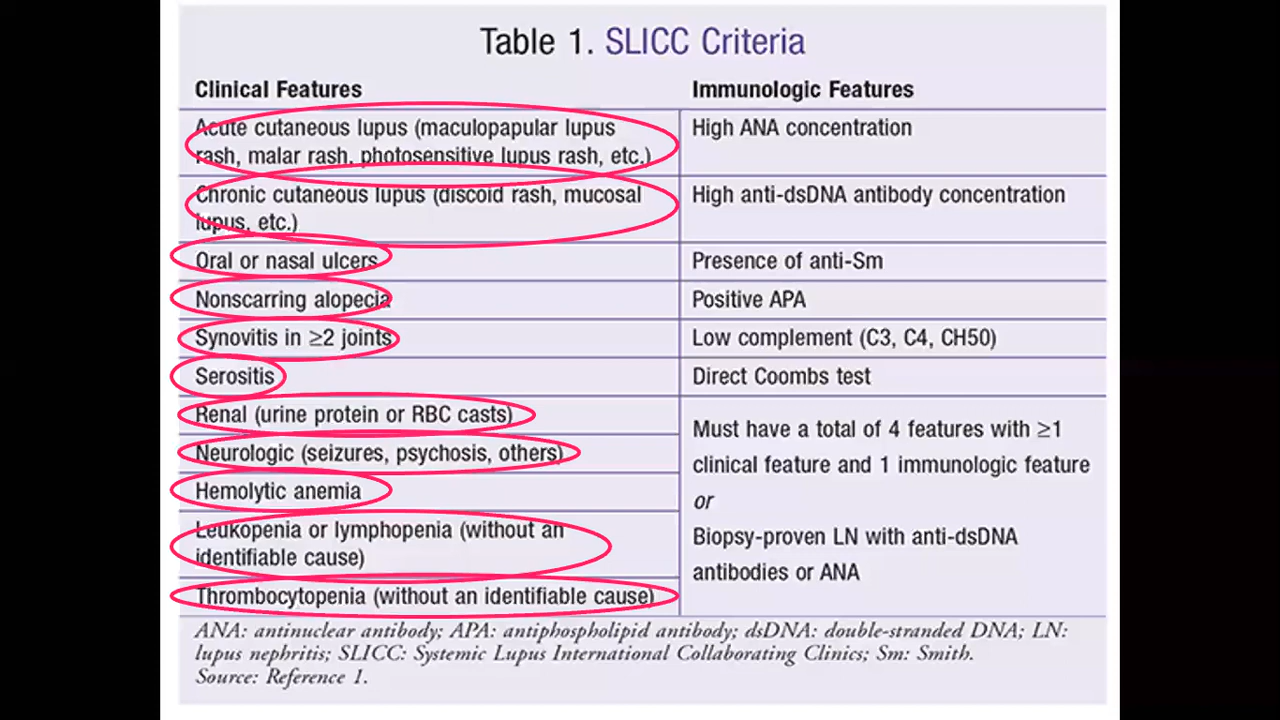 Table 1. SLICC Criteria
Clinical Features
Immunologic Features
Acute cutaneous lupus (maculopapular lupus
rash, malar rash, photosensitive lupus rash, etc.)
High ANA concentration
Chronic cutaneous lupus (discoid rash, mucosal
lupus, etc.)
High anti-dsDNA antibody concentration
Oral or nasal ulcers
Presence of anti-Sm
Nonscarring alopecia
Positive APA
Synovitis in ≥2 joints
Low complement (C3, C4, CH50)
Serositis
Direct Coombs test
Renal (urine protein or RBC casts)
Neurologic (seizures, psychosis, others)
Hemolytic anemia
Leukopenia or lymphopenia (without an
identifiable cause)
Thrombocytopenia (without an identifiable cause)
Must have a total of 4 features with ≥1
clinical feature and 1 immunologic feature
or
Biopsy-proven LN with anti-dsDNA
antibodies or ANA
ANA: antinuclear antibody; APA: antiphospholipid antibody; dsDNA: double-stranded DNA; LN:
lupus nephritis; SLICC: Systemic Lupus International Collaborating Clinics; Sm: Smith.
Source: Reference 1.